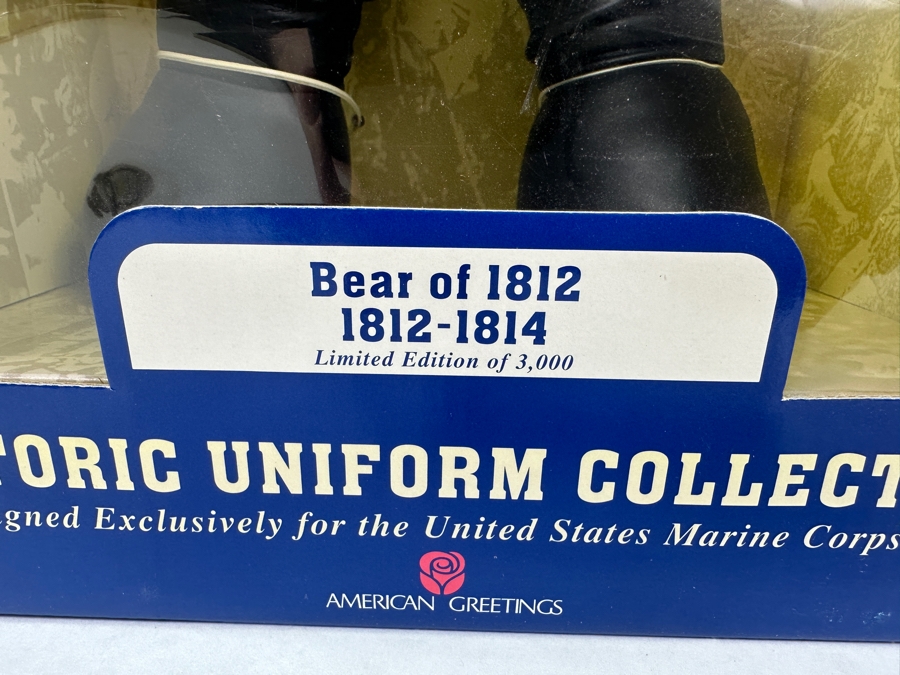 Bear of 1812
1812-1814
Limited Edition of 3,000
TORIC UNIFORM COLLECT
gned Exclusively for the United States Marine Corps
AMERICAN GREETINGS